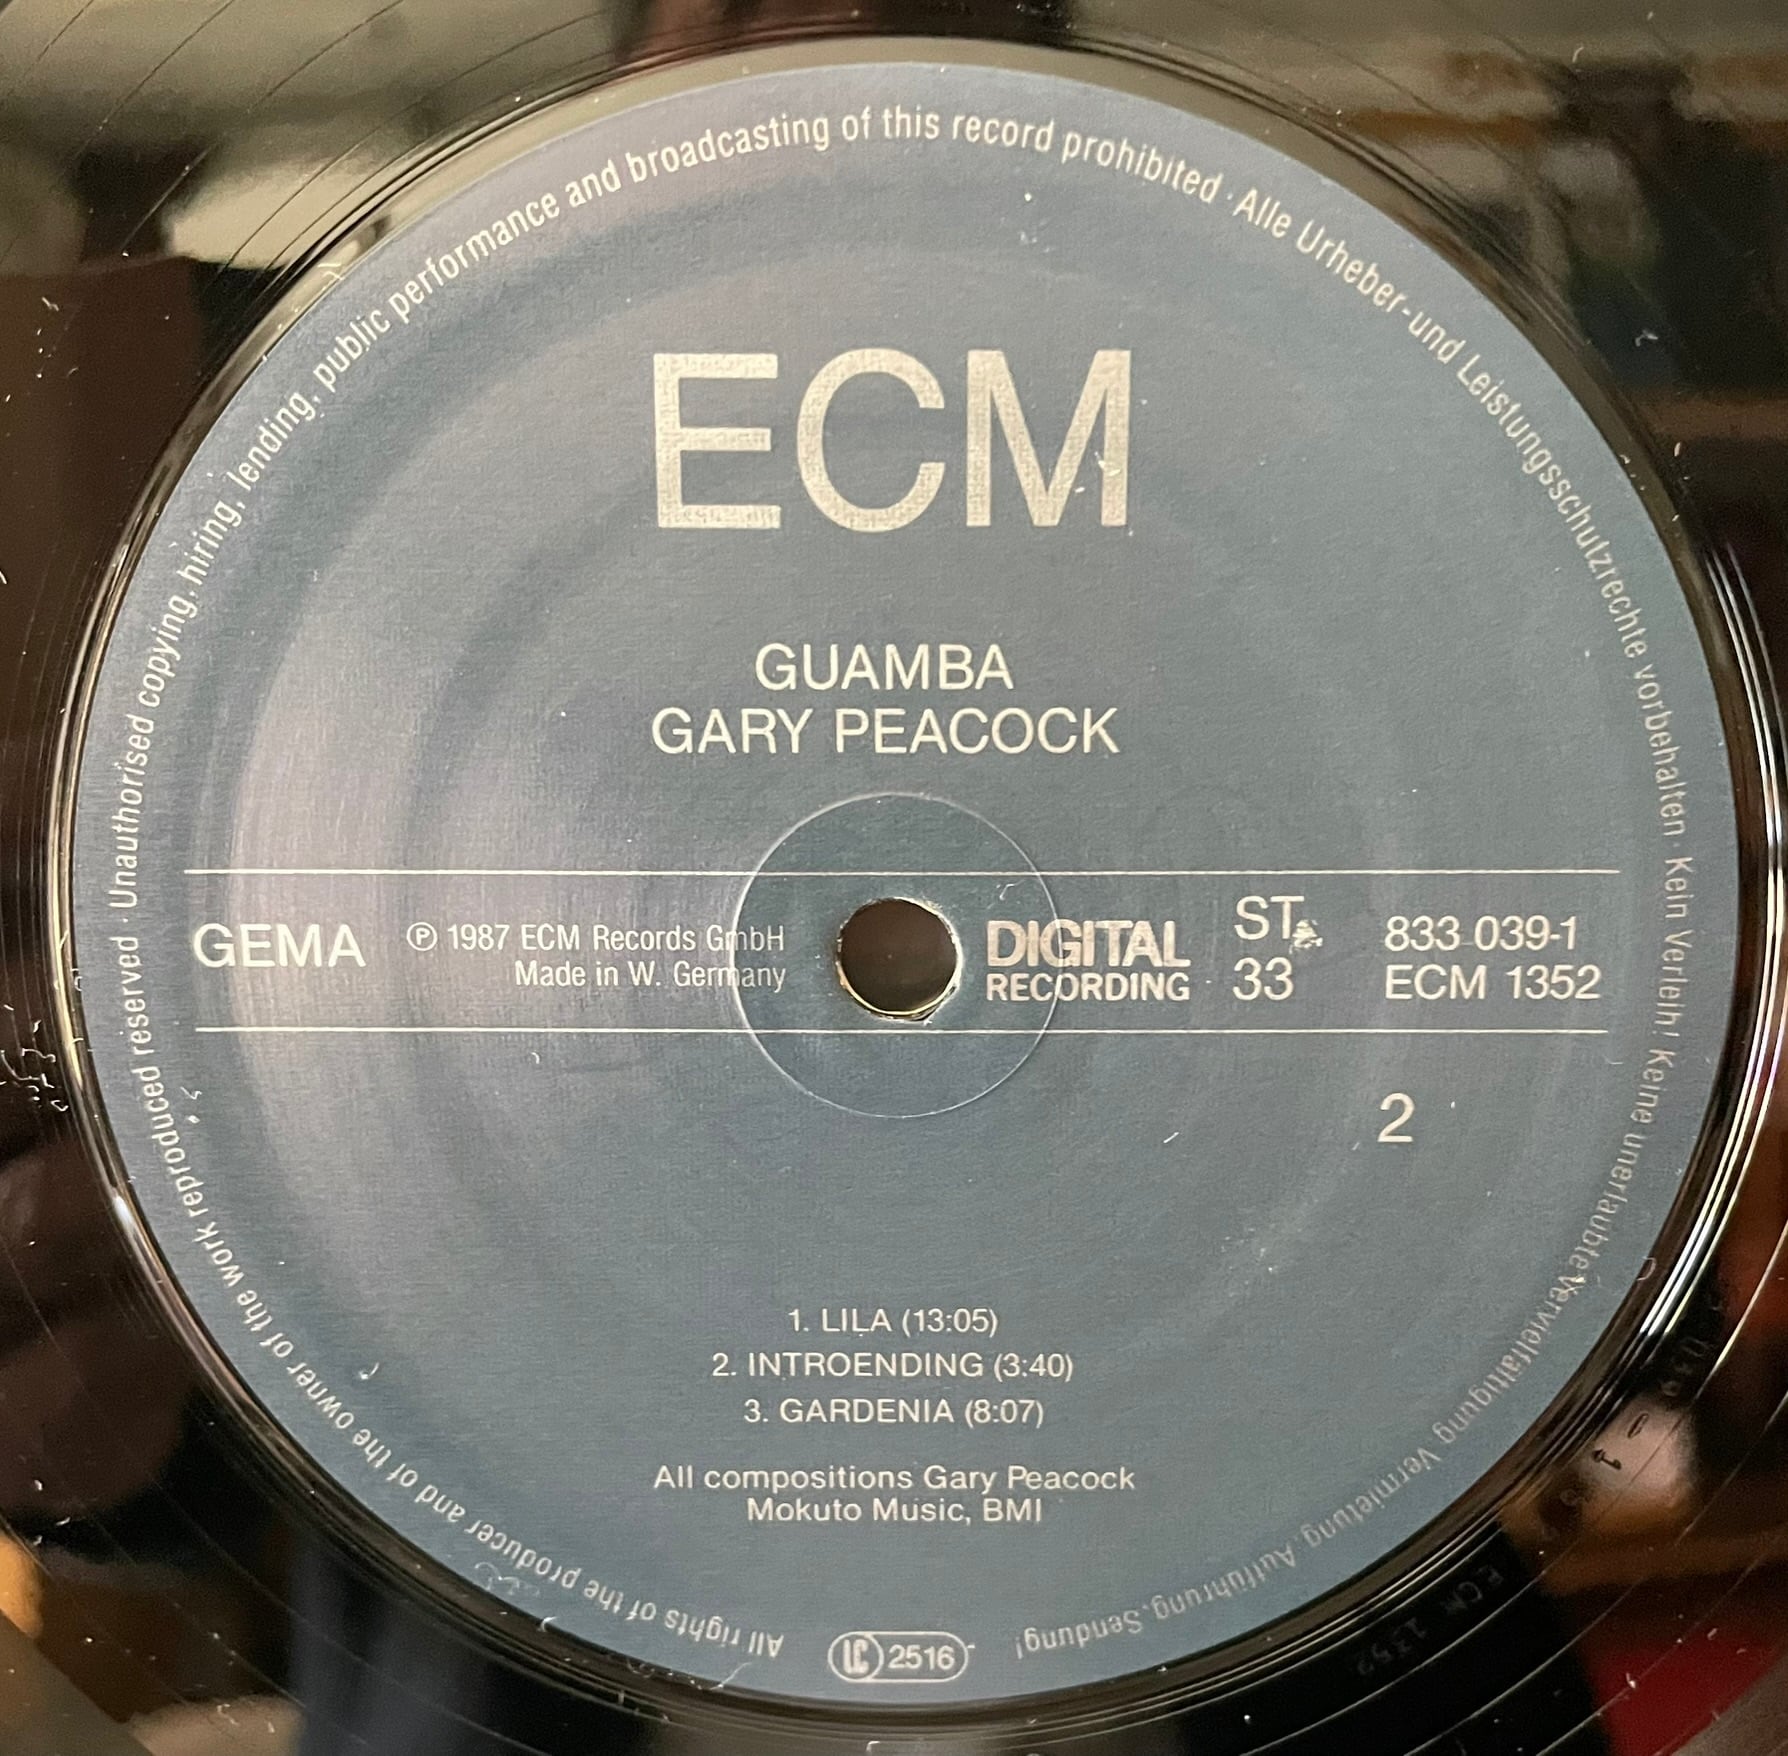 All rights of the producer and of the owner of the work reproduced reserved · Unauthorised copying, hiring, lending, public performance and broadcasting of this record prohibited · Alle Urheber-und Leistungsschutzrechte vorbehalten · Kein Verleih! Keine unerlaubte Vervielfältigung, Vermietung, Aufführung, Sendung!
ECM
GUAMBA
GARY PEACOCK
GEMA
℗ 1987 ECM Records GmbH
Made in W. Germany
DIGITAL
RECORDING
ST
33
833 039-1
ECM 1352
2
1. LILA (13:05)
2. INTROENDING (3:40)
3. GARDENIA (8:07)
All compositions Gary Peacock
Mokuto Music, BMI
LC 2516
ECM 1352